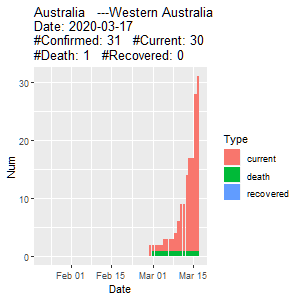 Australia   ---Western Australia
Date: 2020-03-17
#Confirmed: 31   #Current: 30
#Death: 1   #Recovered: 0
30
20
10
0
Num
Feb 01
Feb 15
Mar 01
Mar 15
Date
Type
current
death
recovered